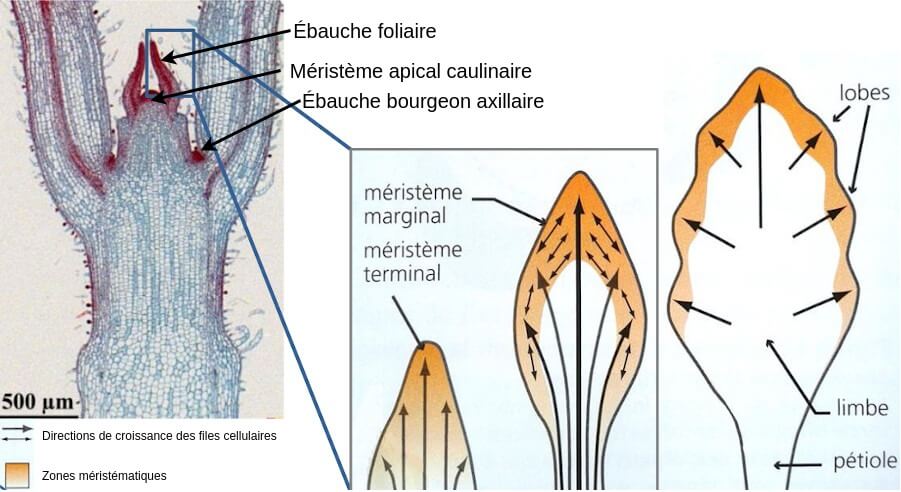 Ébauche foliaire
Méristème apical caulinaire
Ébauche bourgeon axillaire
lobes
méristème
marginal
méristème
terminal
limbe
pétiole
500 µm
Directions de croissance des files cellulaires
Zones méristématiques